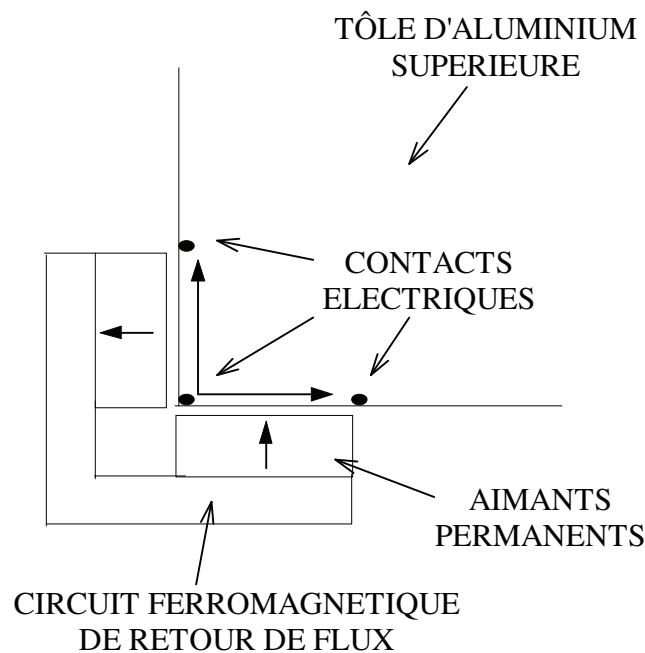 TÔLE D'ALUMINIUM
SUPERIEURE
CONTACTS
ELECTRIQUES
AIMANTS
PERMANENTS
CIRCUIT FERROMAGNETIQUE
DE RETOUR DE FLUX